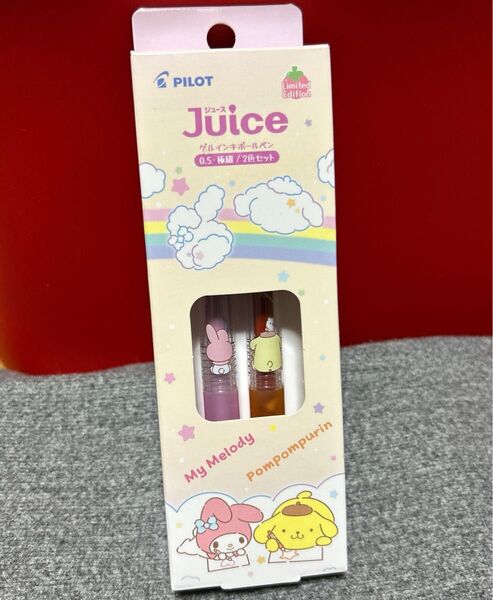 PILOT
Limited
Edition
ジュース
Juice
ゲルインキボールペン
0.5・極細 / 2色セット
My Melody
Pompompurin